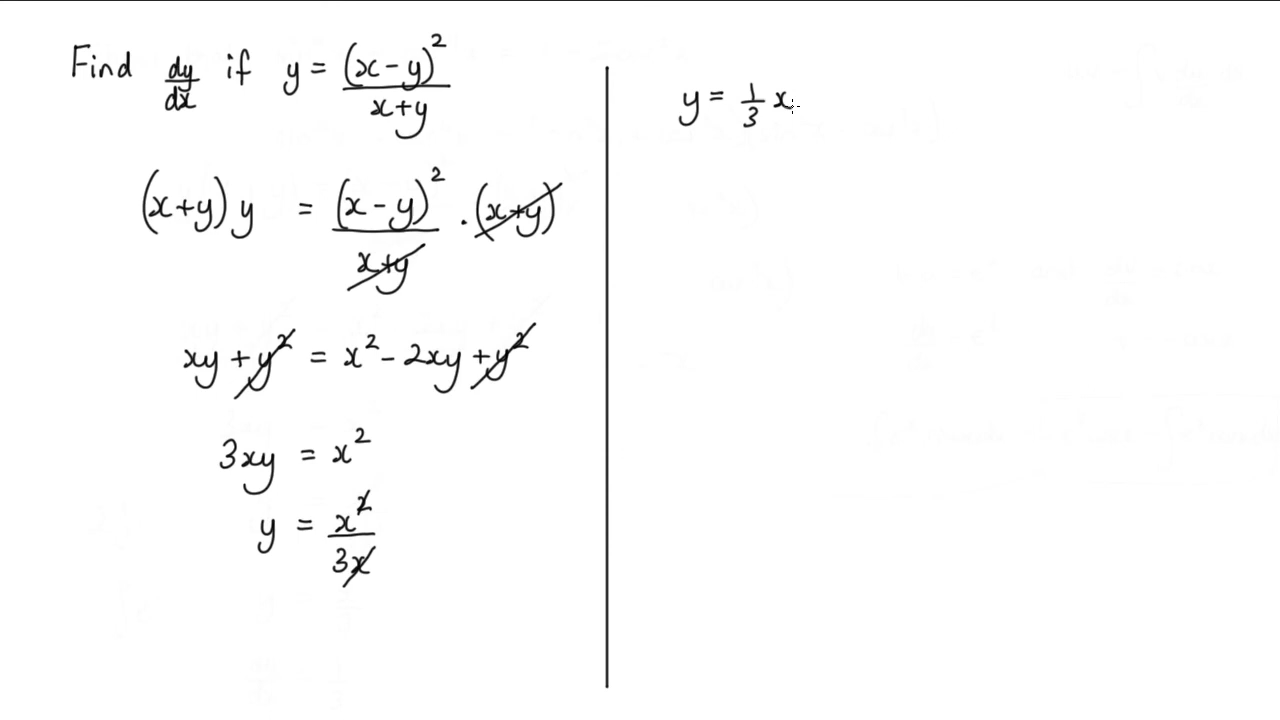 Find dy/dx if y = (x-y)²/(x+y)
(x+y)y = (x-y)²/(x+y) . (x+y)
xy + y² = x² - 2xy + y²
3xy = x²
y = x²/3x
y = 1/3 x